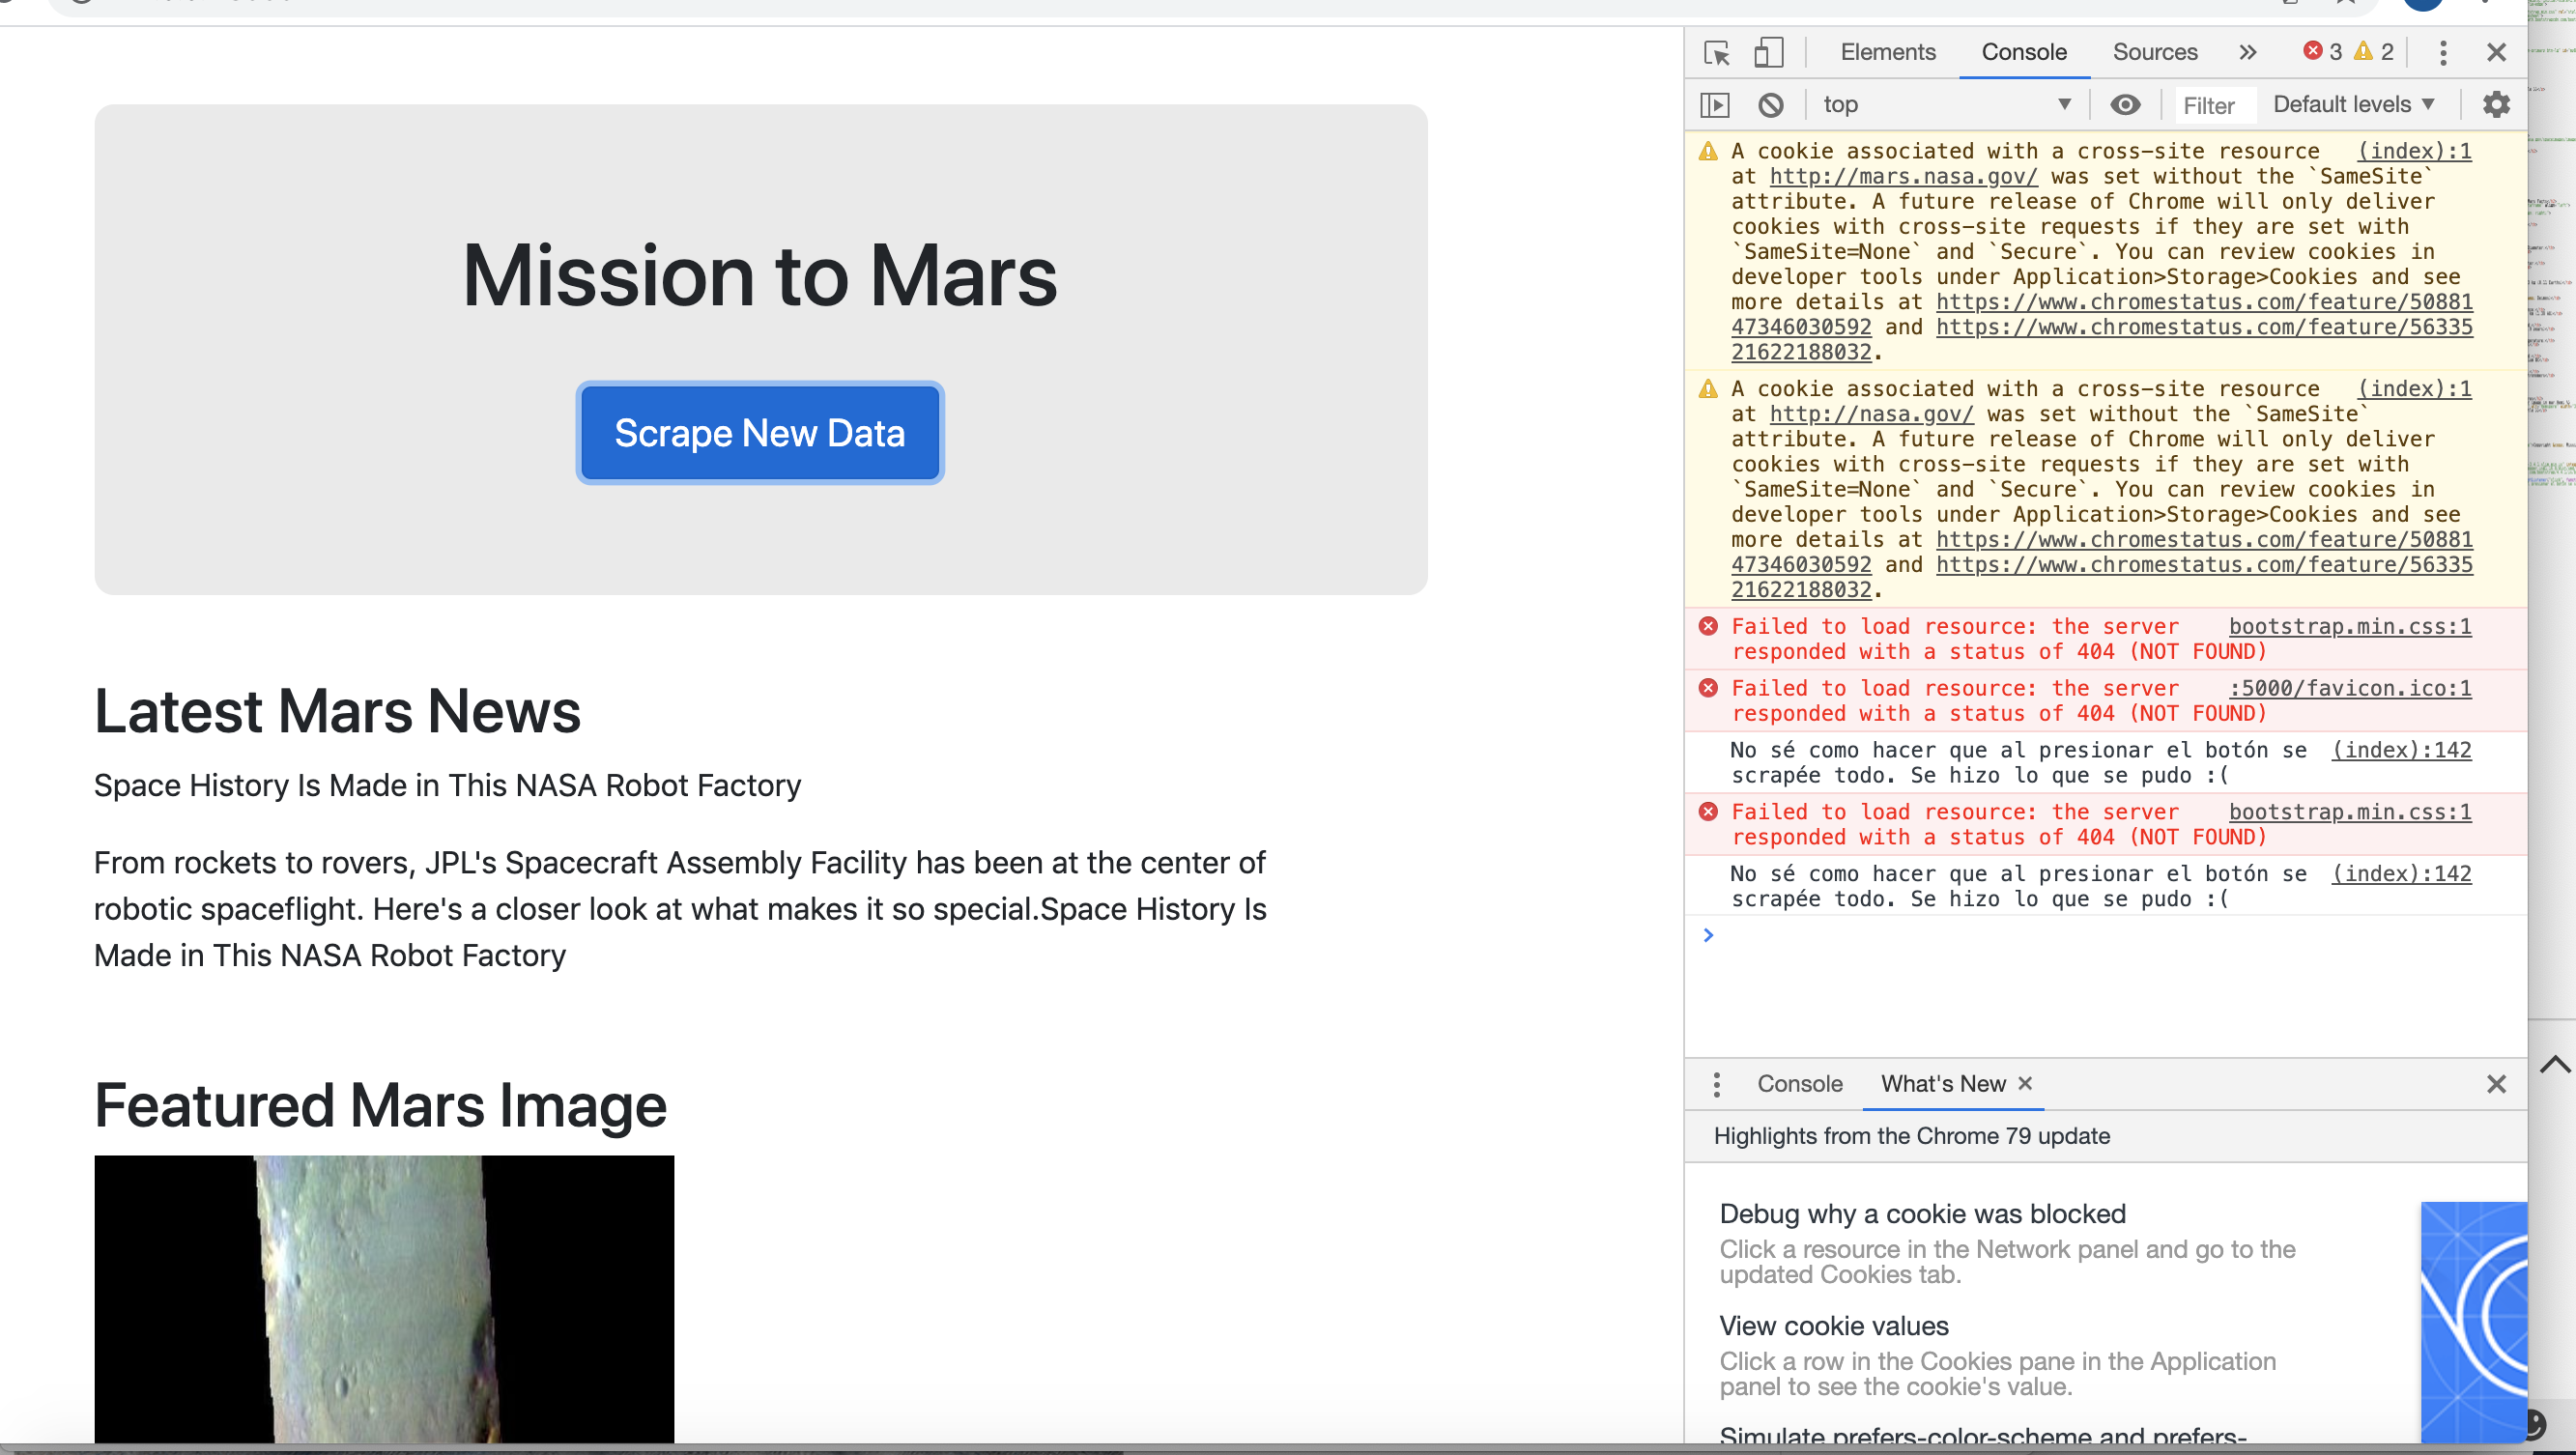 Elements
Console
Sources
»
3
2
top
Filter
Default levels
Mission to Mars
Scrape New Data
Latest Mars News
Space History Is Made in This NASA Robot Factory
From rockets to rovers, JPL's Spacecraft Assembly Facility has been at the center of
robotic spaceflight. Here's a closer look at what makes it so special.Space History Is
Made in This NASA Robot Factory
Featured Mars Image
A cookie associated with a cross-site resource (index):1
at http://mars.nasa.gov/ was set without the `SameSite`
attribute. A future release of Chrome will only deliver
cookies with cross-site requests if they are set with
`SameSite=None` and `Secure`. You can review cookies in
developer tools under Application>Storage>Cookies and see
more details at https://www.chromestatus.com/feature/50881
47346030592 and https://www.chromestatus.com/feature/56335
21622188032.
A cookie associated with a cross-site resource (index):1
at http://nasa.gov/ was set without the `SameSite`
attribute. A future release of Chrome will only deliver
cookies with cross-site requests if they are set with
`SameSite=None` and `Secure`. You can review cookies in
developer tools under Application>Storage>Cookies and see
more details at https://www.chromestatus.com/feature/50881
47346030592 and https://www.chromestatus.com/feature/56335
21622188032.
Failed to load resource: the server bootstrap.min.css:1
responded with a status of 404 (NOT FOUND)
Failed to load resource: the server :5000/favicon.ico:1
responded with a status of 404 (NOT FOUND)
No sé como hacer que al presionar el botón se (index):142
scrapée todo. Se hizo lo que se pudo :(
Failed to load resource: the server bootstrap.min.css:1
responded with a status of 404 (NOT FOUND)
No sé como hacer que al presionar el botón se (index):142
scrapée todo. Se hizo lo que se pudo :(
Console
What's New
Highlights from the Chrome 79 update
Debug why a cookie was blocked
Click a resource in the Network panel and go to the
updated Cookies tab.
View cookie values
Click a row in the Cookies pane in the Application
panel to see the cookie's value.
Simulate prefers-color-scheme and prefers-